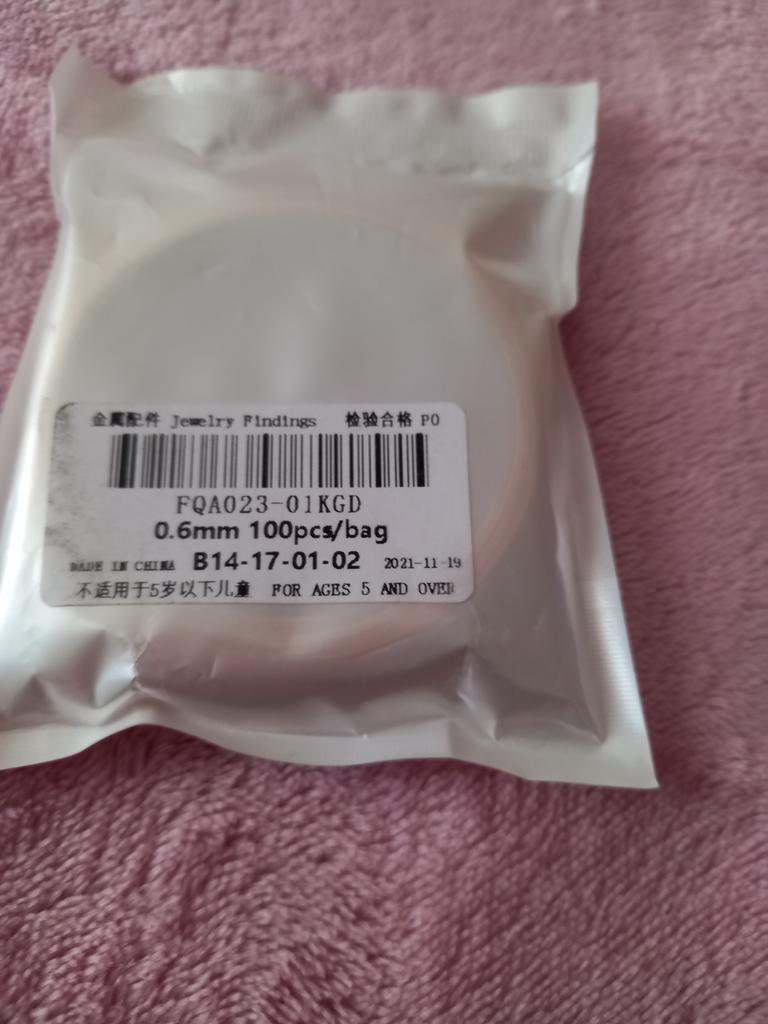 金属配件 Jewelry Findings 检验合格 PO
FQA023-01KGD
0.6mm 100pcs/bag
MADE IN CHINA B14-17-01-02 2021-11-19
不适用于5岁以下儿童 FOR AGES 5 AND OVER